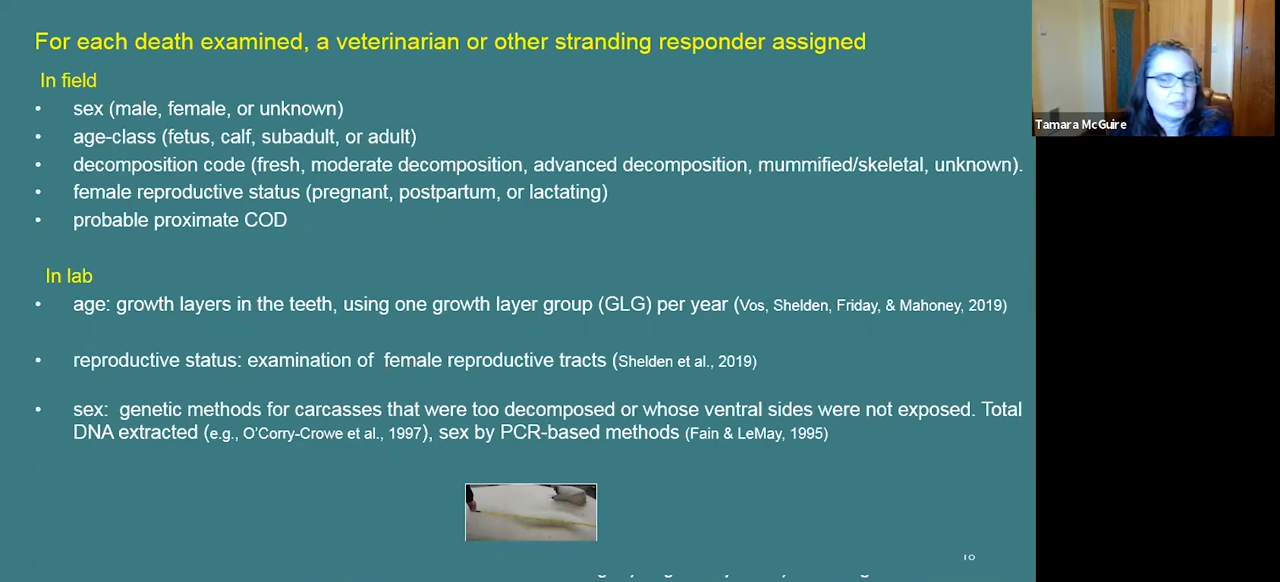 For each death examined, a veterinarian or other stranding responder assigned
In field
• sex (male, female, or unknown)
• age-class (fetus, calf, subadult, or adult)
• decomposition code (fresh, moderate decomposition, advanced decomposition, mummified/skeletal, unknown).
• female reproductive status (pregnant, postpartum, or lactating)
• probable proximate COD
In lab
• age: growth layers in the teeth, using one growth layer group (GLG) per year (Vos, Shelden, Friday, & Mahoney, 2019)
• reproductive status: examination of female reproductive tracts (Shelden et al., 2019)
• sex: genetic methods for carcasses that were too decomposed or whose ventral sides were not exposed. Total
DNA extracted (e.g., O'Corry-Crowe et al., 1997), sex by PCR-based methods (Fain & LeMay, 1995)
Tamara McGuire